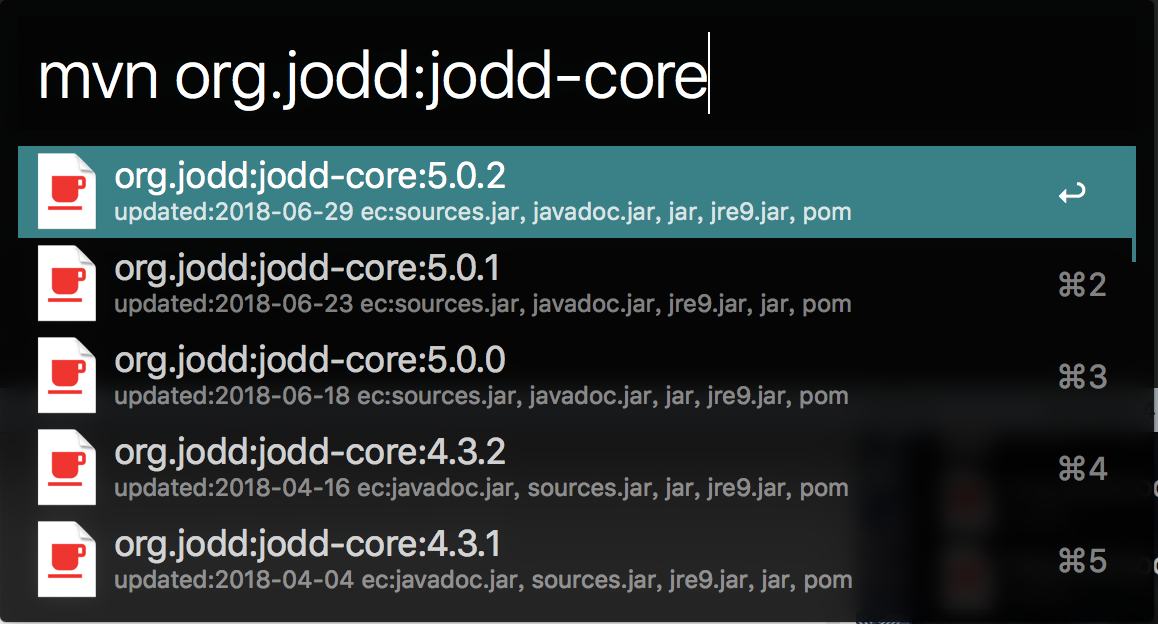 mvn org.jodd:jodd-core
org.jodd:jodd-core:5.0.2
updated:2018-06-29 ec:sources.jar, javadoc.jar, jar, jre9.jar, pom
↩
org.jodd:jodd-core:5.0.1
updated:2018-06-23 ec:sources.jar, javadoc.jar, jre9.jar, jar, pom
⌘2
org.jodd:jodd-core:5.0.0
updated:2018-06-18 ec:sources.jar, javadoc.jar, jar, jre9.jar, pom
⌘3
org.jodd:jodd-core:4.3.2
updated:2018-04-16 ec:javadoc.jar, sources.jar, jar, jre9.jar, pom
⌘4
org.jodd:jodd-core:4.3.1
updated:2018-04-04 ec:javadoc.jar, sources.jar, jre9.jar, jar, pom
⌘5